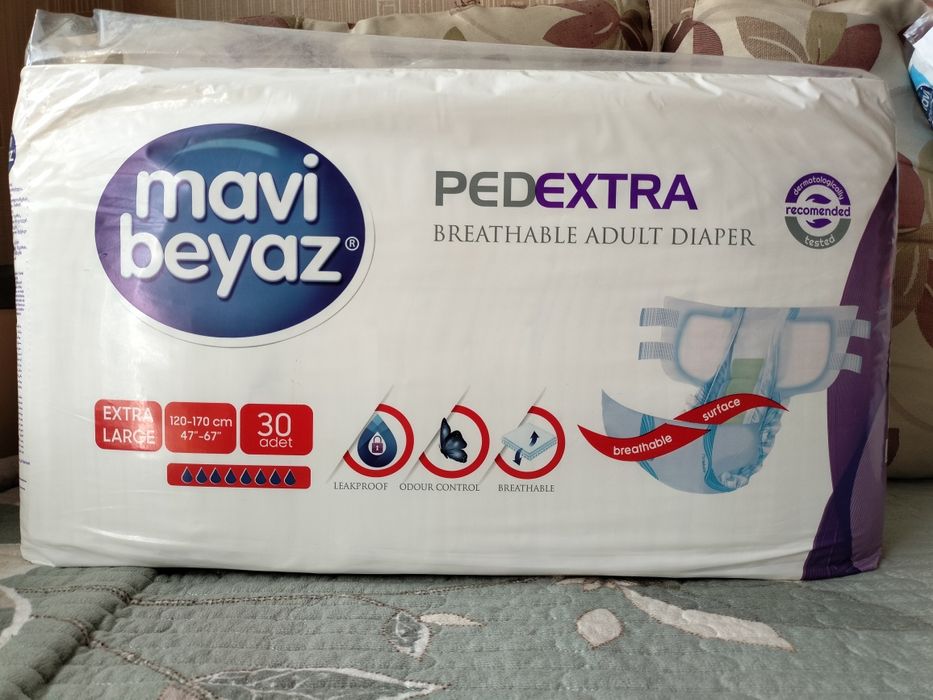 mavi
beyaz®
PEDEXTRA
BREATHABLE ADULT DIAPER
dermatologically
recomended
tested
EXTRA
LARGE
120-170 cm
47"-67"
30
adet
LEAKPROOF
ODOUR CONTROL
BREATHABLE
breathable surface